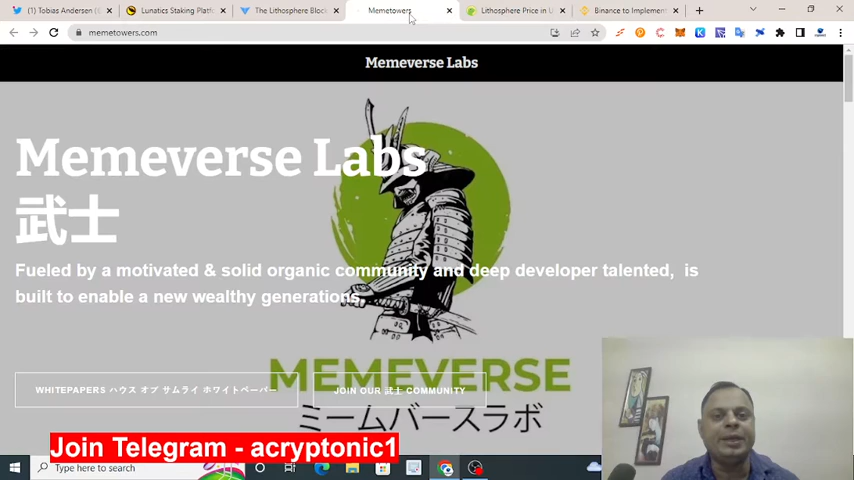 (1) Tobias Andersen (
Lunatics Staking Platf
The Lithosphere Block
Memetowers
Lithosphere Price in U
Binance to Implemen
memetowers.com
Memeverse Labs
Memeverse Labs
武士
Fueled by a motivated & solid organic community and deep developer talented, is
built to enable a new wealthy generations.
WHITEPAPERS ハウス オブ サムライ ホワイトペーパー
JOIN OUR 武士 COMMUNITY
MEMEVERSE
ミームバースラボ
Join Telegram - acryptonic1
Type here to search